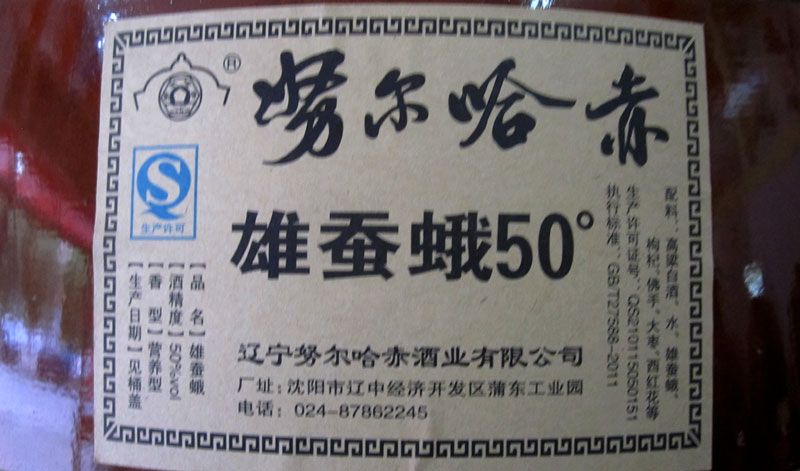 ®
努尔哈赤
生产许可
雄蚕蛾50°
【品 名】雄蚕蛾
【酒精度】50%vol
【香 型】营养型
【生产日期】见桶盖
配料：高粱白酒、水、雄蚕蛾、
枸杞、佛手、大枣、西红花等
生产许可证号：QS210115050151
执行标准：GB/T27588-2011
辽宁努尔哈赤酒业有限公司
厂址：沈阳市辽中经济开发区蒲东工业园
电话：024-87862245